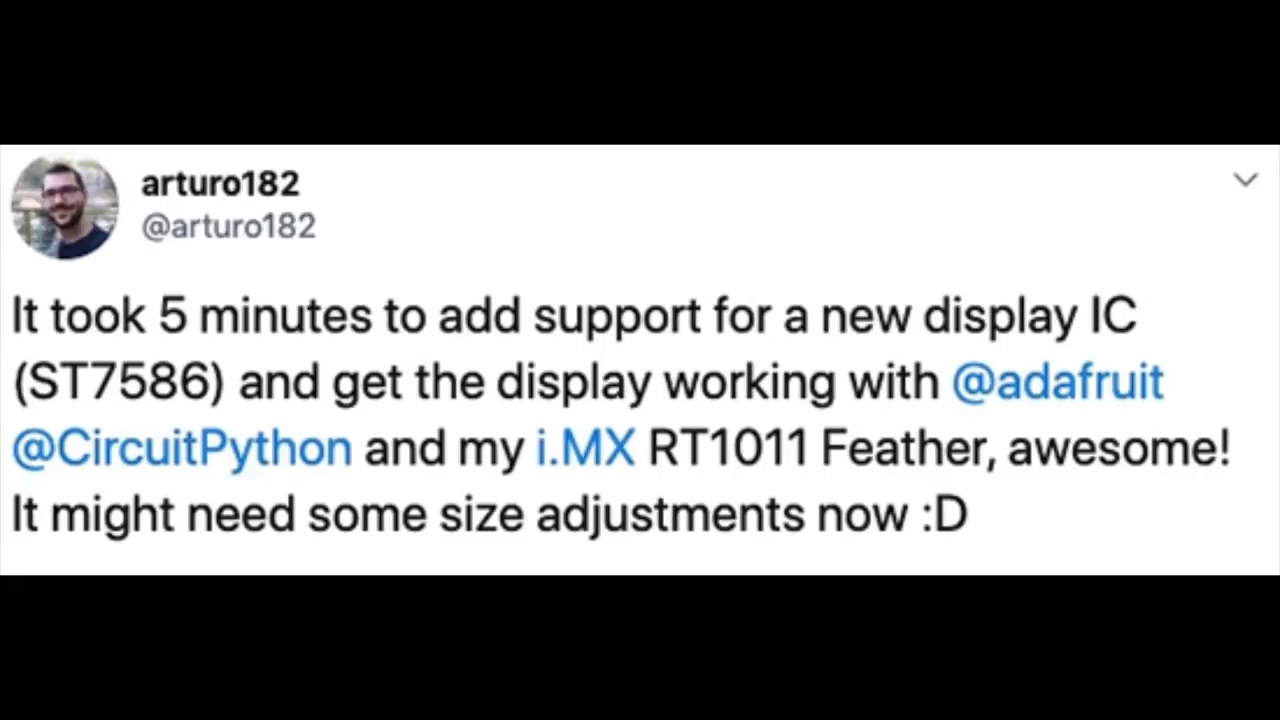 arturo182
@arturo182
It took 5 minutes to add support for a new display IC
(ST7586) and get the display working with @adafruit
@CircuitPython and my i.MX RT1011 Feather, awesome!
It might need some size adjustments now :D